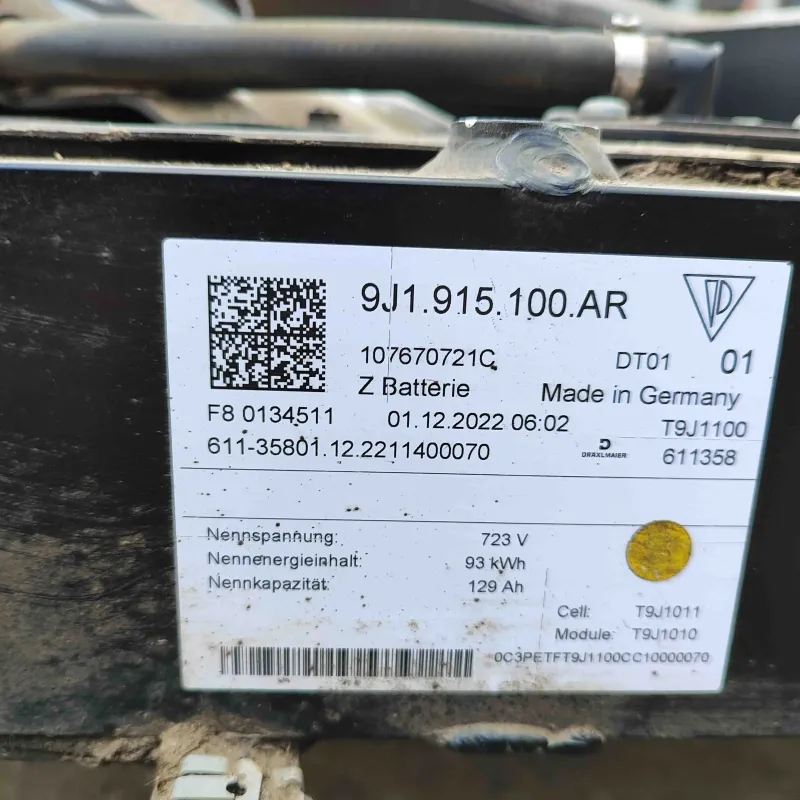 9J1.915.100.AR
107670721C DT01 01
Z Batterie Made in Germany
F8 0134511 01.12.2022 06:02 T9J1100
611-35801.12.2211400070 DRÄXLMAIER 611358
Nennspannung: 723 V
Nennenergieinhalt: 93 kWh
Nennkapazität: 129 Ah
Cell: T9J1011
Module: T9J1010
0C3PETFT9J1100CC10000070